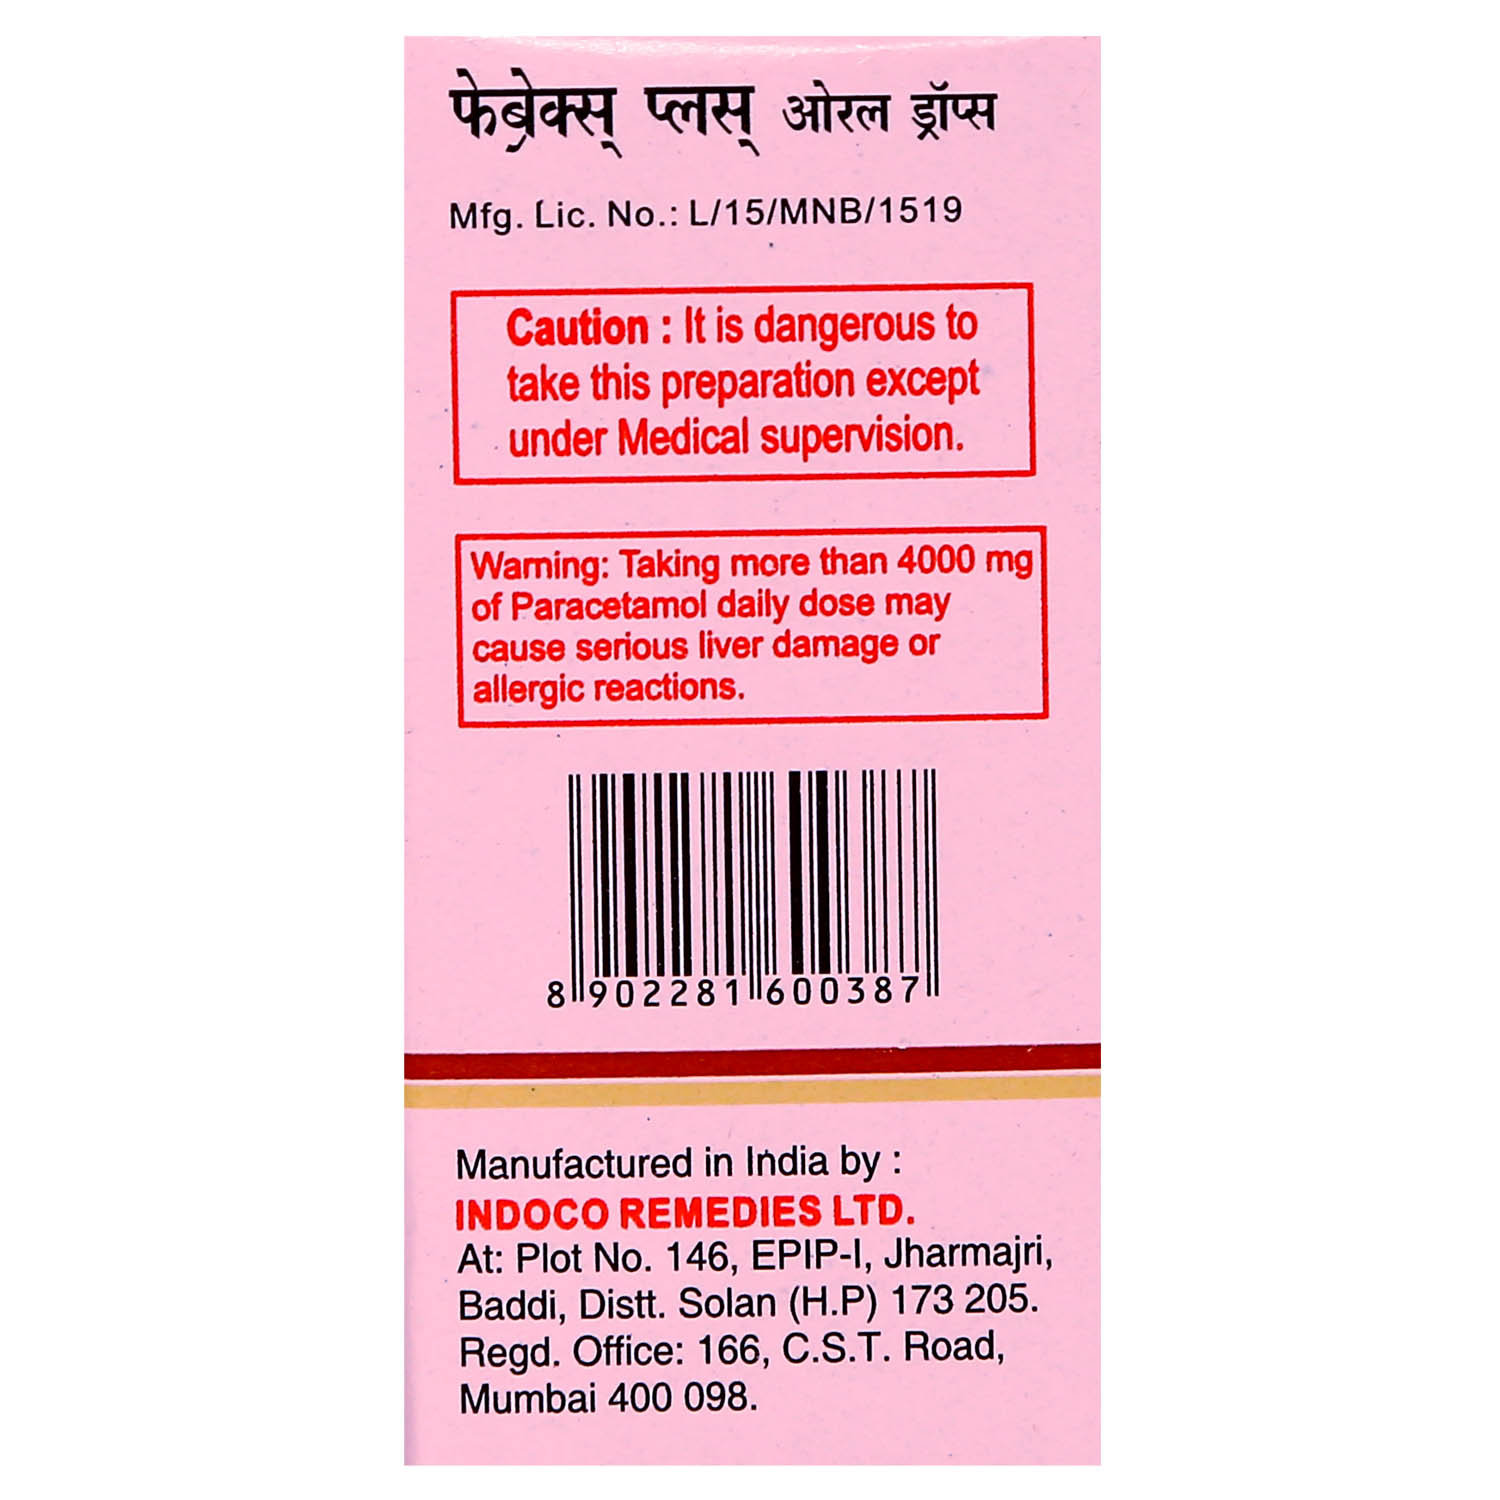 फेब्रेक्स् प्लस् ओरल ड्रॉप्स
Mfg. Lic. No.: L/15/MNB/1519
Caution : It is dangerous to
take this preparation except
under Medical supervision.
Warning: Taking more than 4000 mg
of Paracetamol daily dose may
cause serious liver damage or
allergic reactions.
8 902281 600387
Manufactured in India by :
INDOCO REMEDIES LTD.
At: Plot No. 146, EPIP-I, Jharmajri,
Baddi, Distt. Solan (H.P) 173 205.
Regd. Office: 166, C.S.T. Road,
Mumbai 400 098.